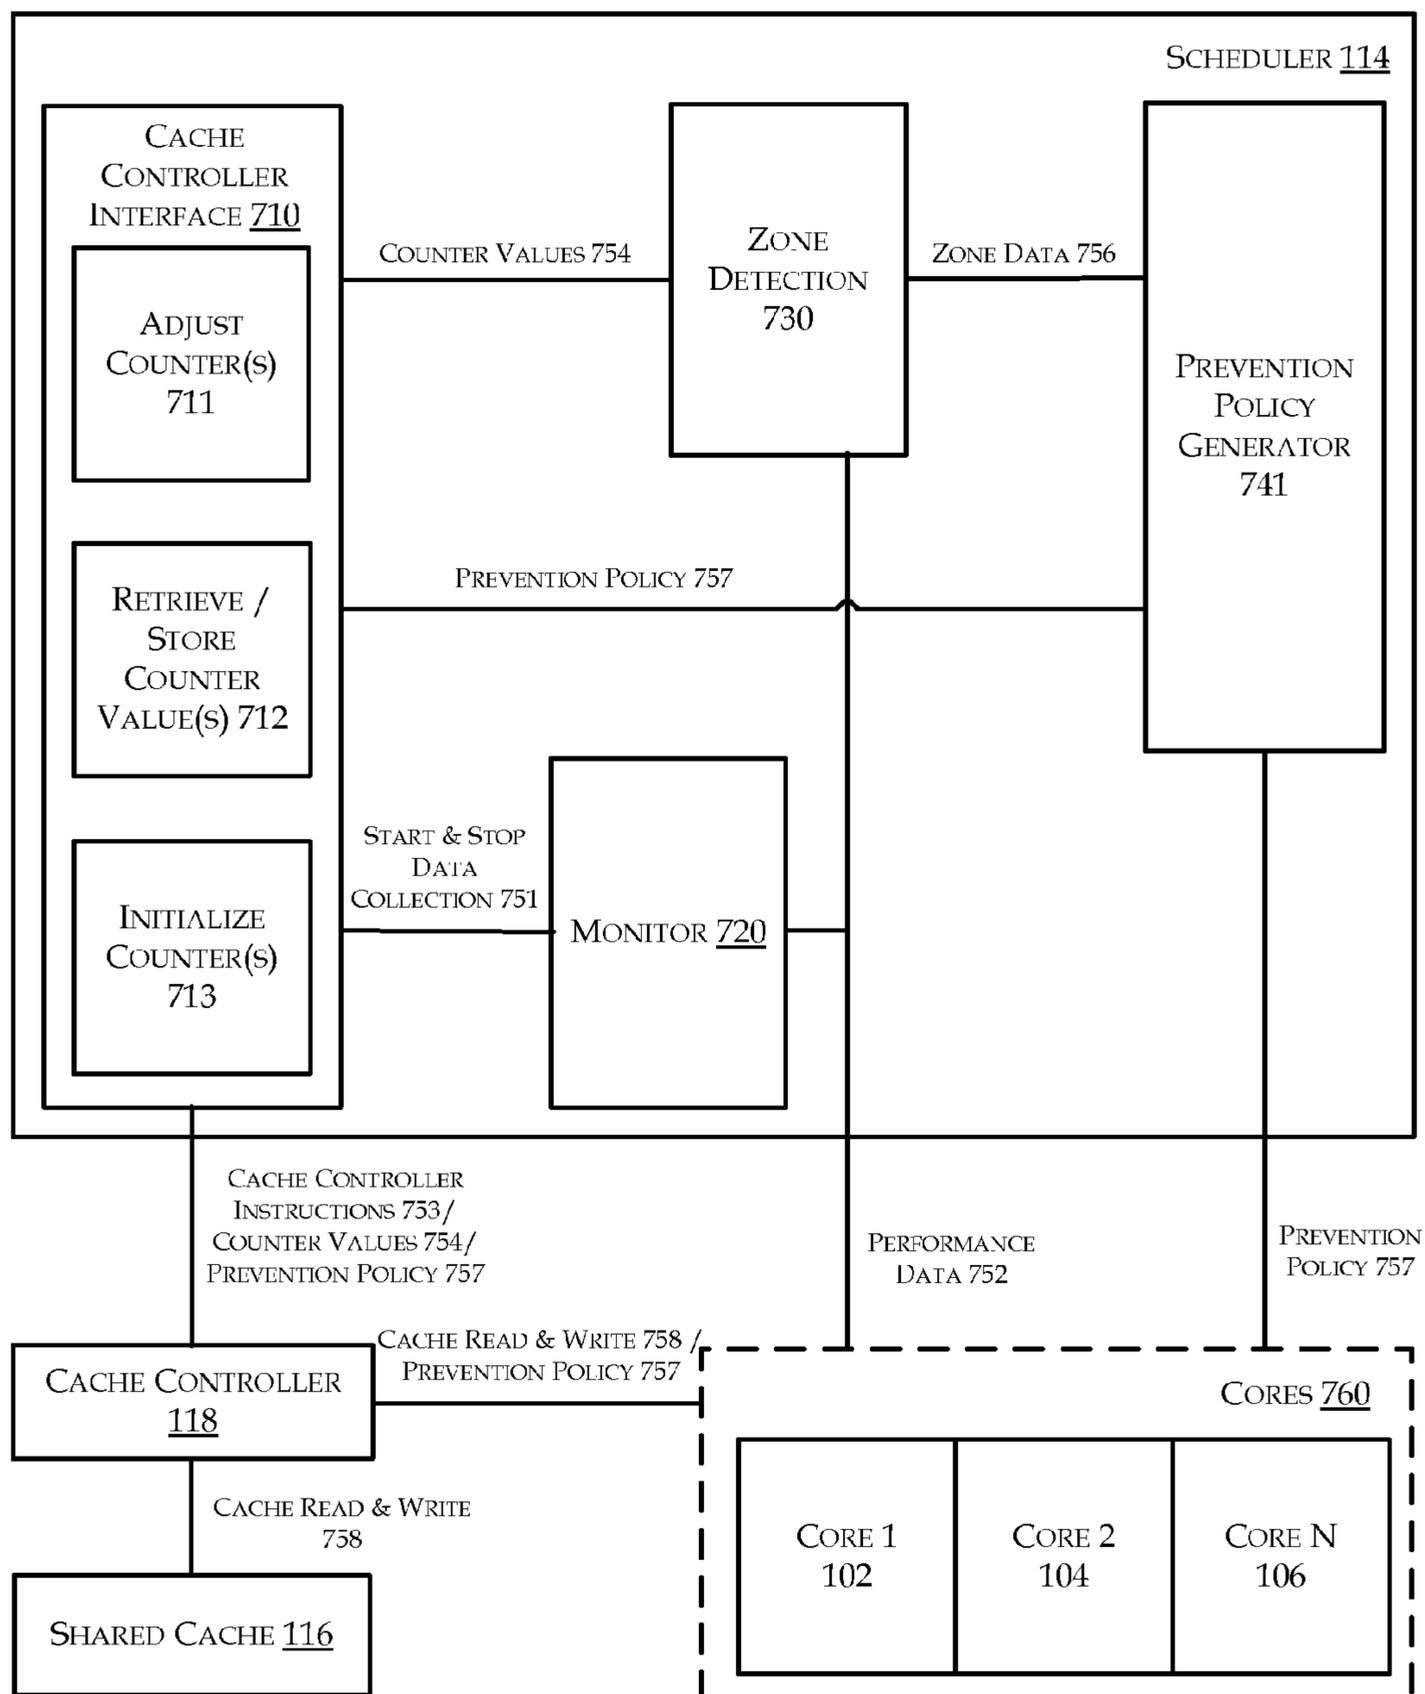 SCHEDULER 114
CACHE
CONTROLLER
INTERFACE 710
ADJUST
COUNTER(S)
711
RETRIEVE /
STORE
COUNTER
VALUE(S) 712
INITIALIZE
COUNTER(S)
713
COUNTER VALUES 754
ZONE
DETECTION
730
ZONE DATA 756
PREVENTION
POLICY
GENERATOR
741
PREVENTION POLICY 757
START & STOP
DATA
COLLECTION 751
MONITOR 720
CACHE CONTROLLER
INSTRUCTIONS 753/
COUNTER VALUES 754/
PREVENTION POLICY 757
PERFORMANCE
DATA 752
PREVENTION
POLICY 757
CACHE CONTROLLER
118
CACHE READ & WRITE 758 /
PREVENTION POLICY 757
CORES 760
CACHE READ & WRITE
758
CORE 1
102
CORE 2
104
CORE N
106
SHARED CACHE 116